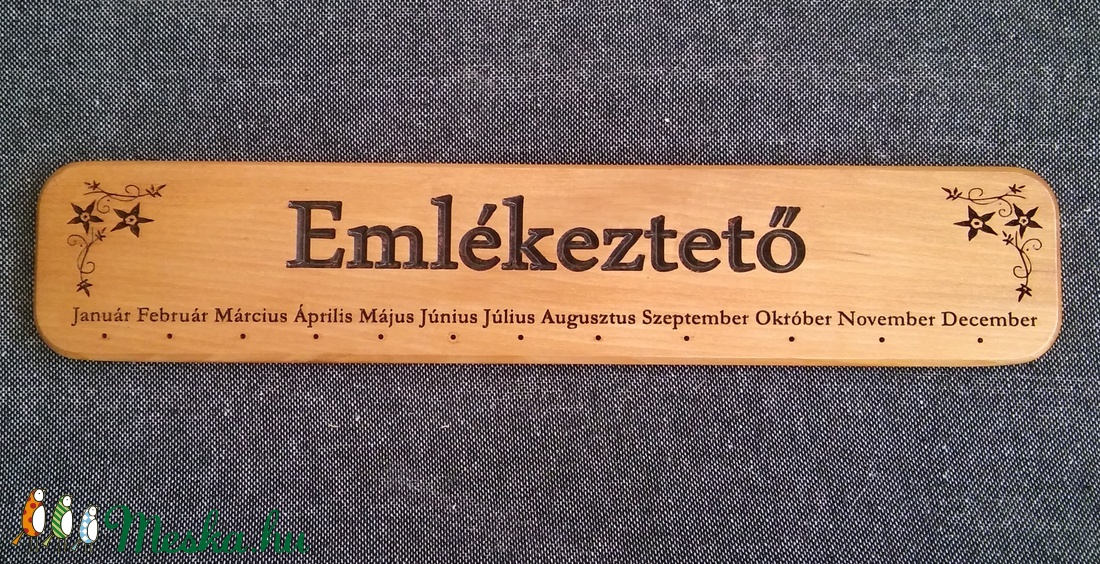 Emlékeztető
Január Február Március Április Május Június Július Augusztus Szeptember Október November December
Meska.hu